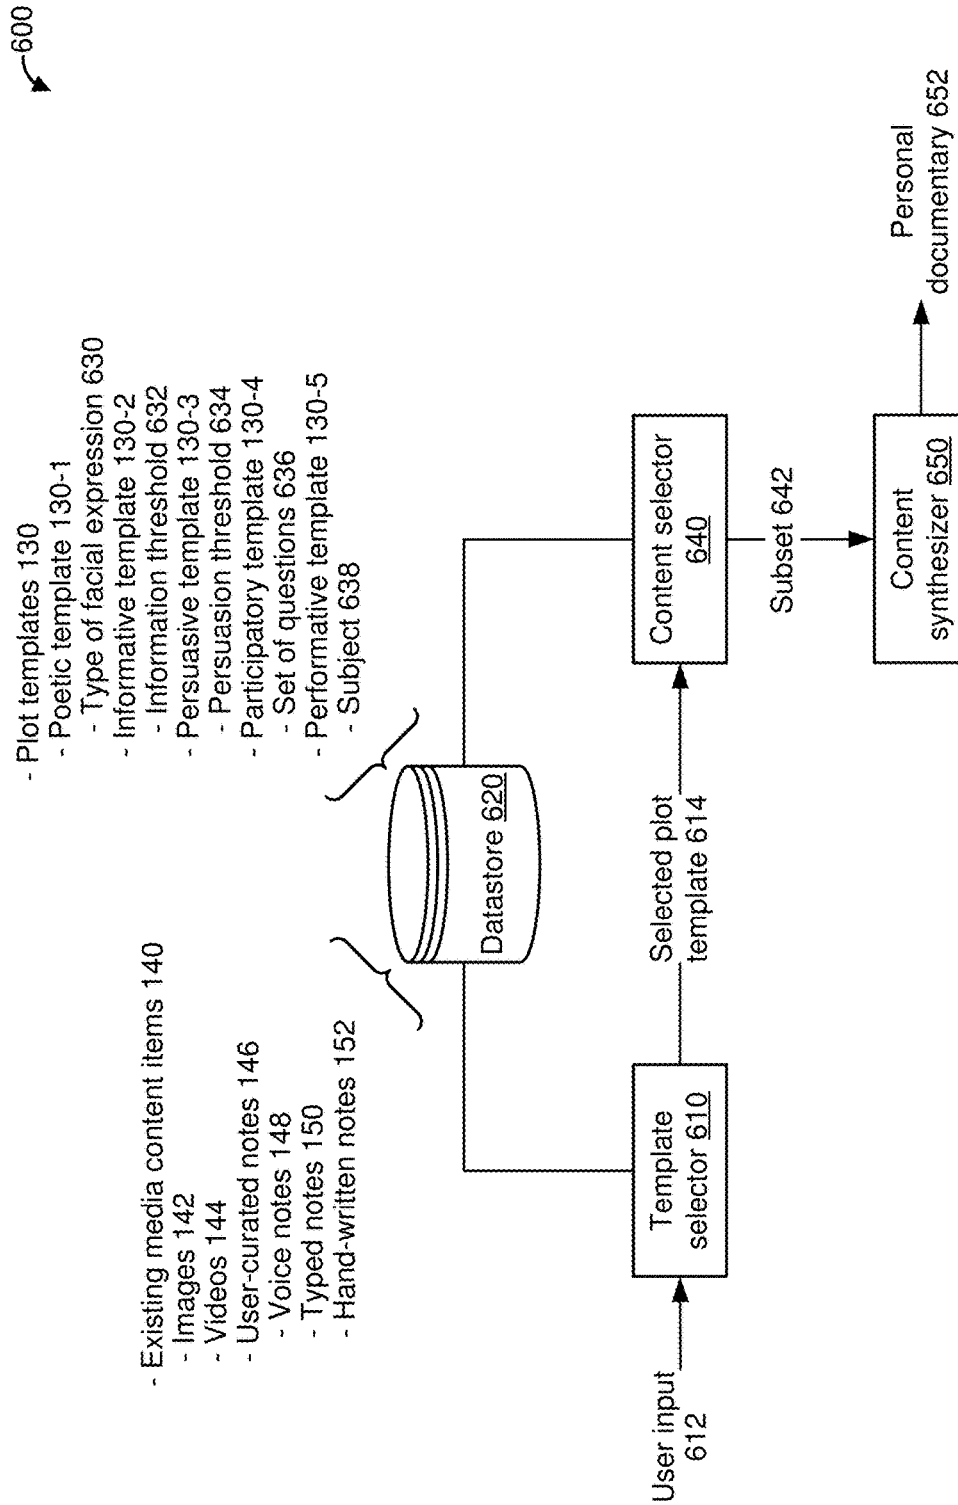 600
- Existing media content items 140
- Images 142
- Videos 144
- User-curated notes 146
- Voice notes 148
- Typed notes 150
- Hand-written notes 152
- Plot templates 130
- Poetic template 130-1
- Type of facial expression 630
- Informative template 130-2
- Information threshold 632
- Persuasive template 130-3
- Persuasion threshold 634
- Participatory template 130-4
- Set of questions 636
- Performative template 130-5
- Subject 638
Datastore 620
User input
612
Template
selector 610
Selected plot
template 614
Content selector
640
Subset 642
Content
synthesizer 650
Personal
documentary 652